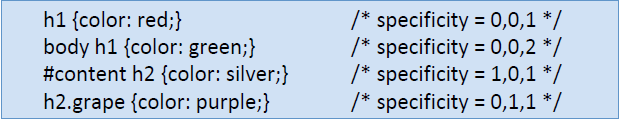 h1 {color: red;} /* specificity = 0,0,1 */
body h1 {color: green;} /* specificity = 0,0,2 */
#content h2 {color: silver;} /* specificity = 1,0,1 */
h2.grape {color: purple;} /* specificity = 0,1,1 */